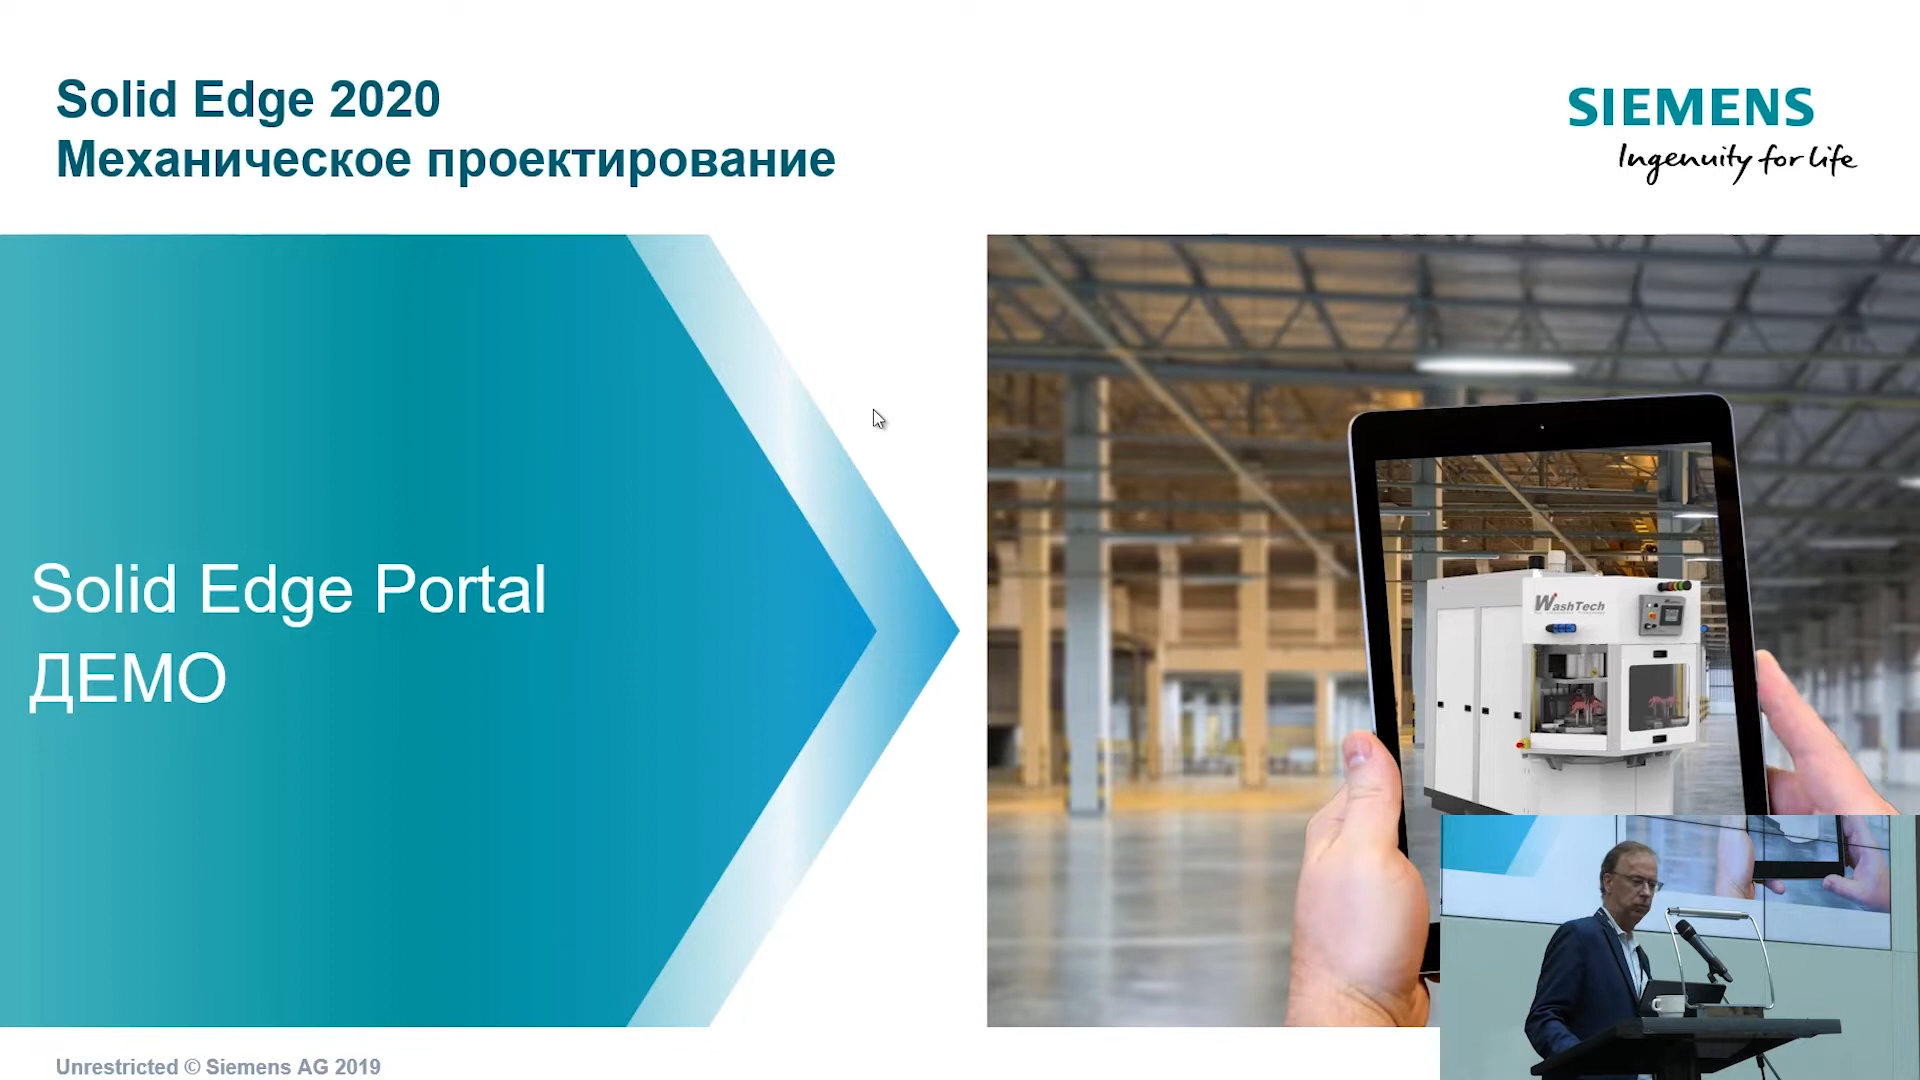 Solid Edge 2020
Механическое проектирование
SIEMENS
Ingenuity for life
Solid Edge Portal
ДЕМО
WashTech
Unrestricted © Siemens AG 2019